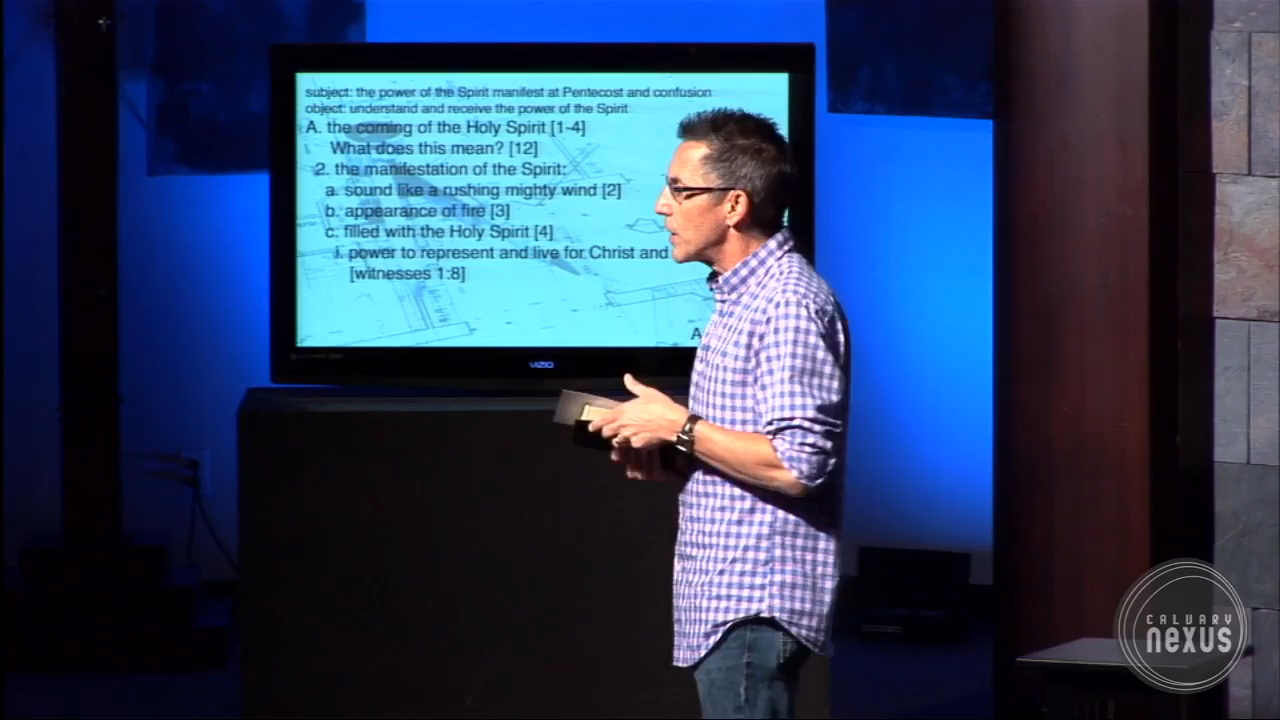 subject: the power of the Spirit manifest at Pentecost and confusion
object: understand and receive the power of the Spirit
A. the coming of the Holy Spirit [1-4]
What does this mean? [12]
2. the manifestation of the Spirit:
a. sound like a rushing mighty wind [2]
b. appearance of fire [3]
c. filled with the Holy Spirit [4]
i. power to represent and live for Christ and
[witnesses 1:8]
A
VIZIO
CALVARY
nexus